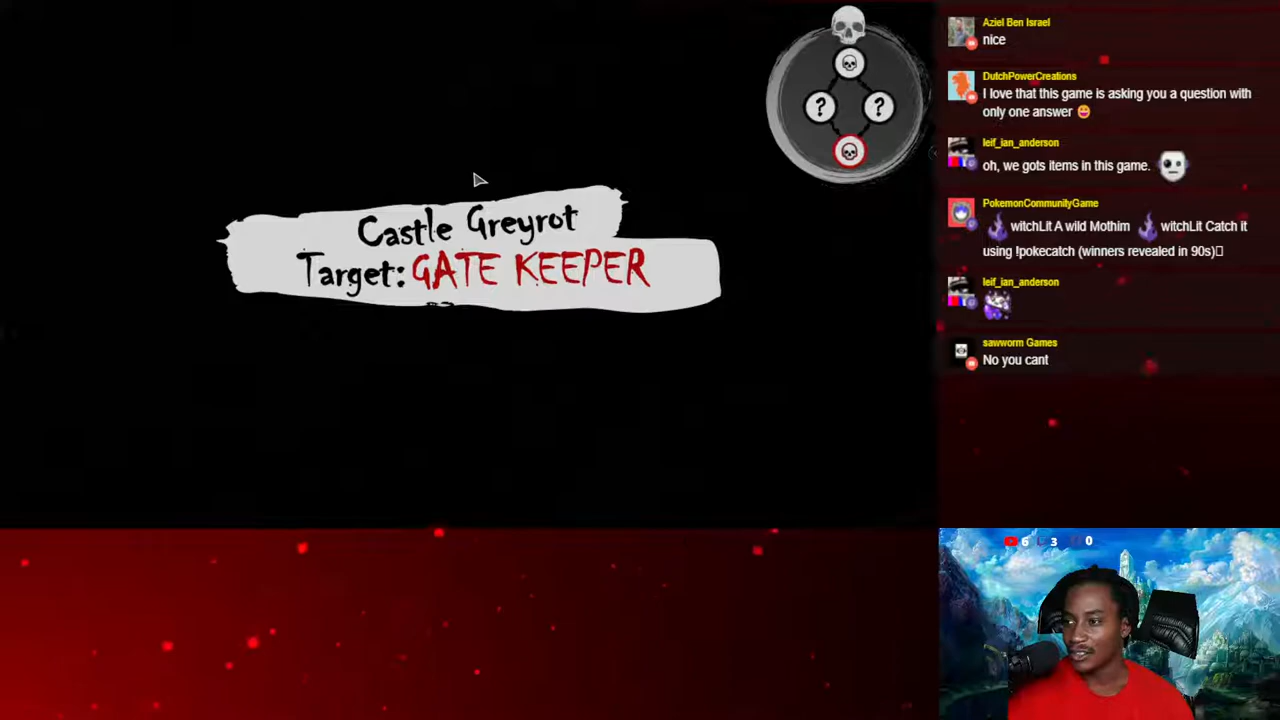 Castle Greyrot
Target: GATE KEEPER
?
?
Aziel Ben Israel
nice
DutchPowerCreations
I love that this game is asking you a question with
only one answer
leif_ian_anderson
oh, we gots items in this game.
PokemonCommunityGame
witchLit A wild Mothim witchLit Catch it
using !pokecatch (winners revealed in 90s)
leif_ian_anderson
sawworm Games
No you cant
6
3
0